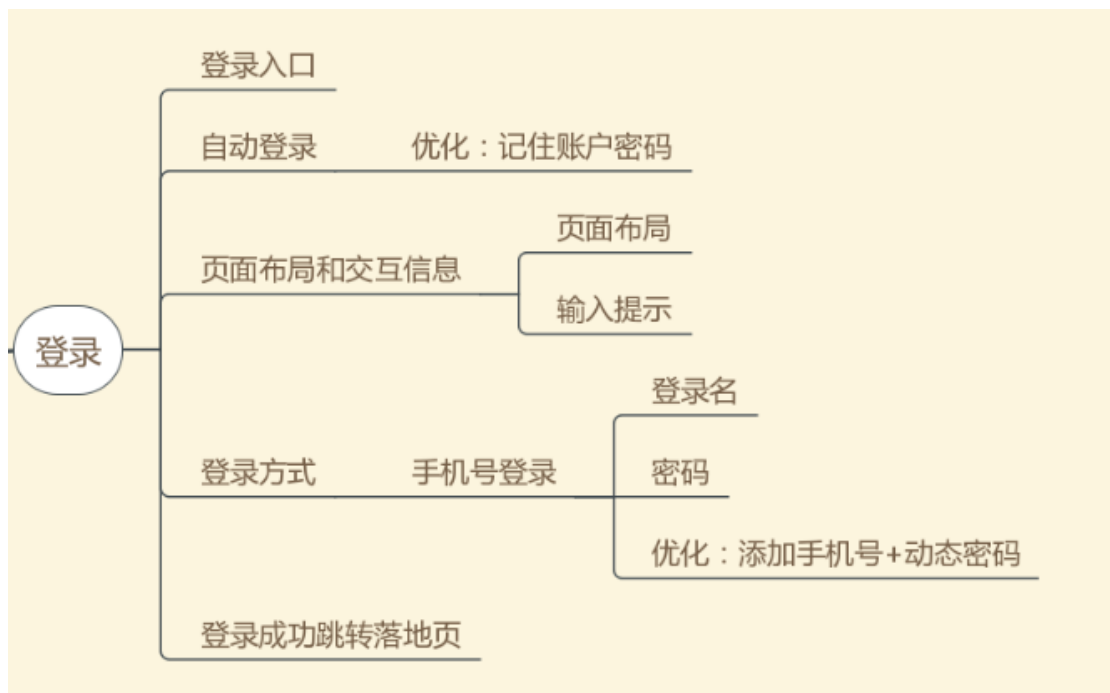 登录
登录入口
自动登录
优化：记住账户密码
页面布局和交互信息
页面布局
输入提示
登录方式
手机号登录
登录名
密码
优化：添加手机号+动态密码
登录成功跳转落地页